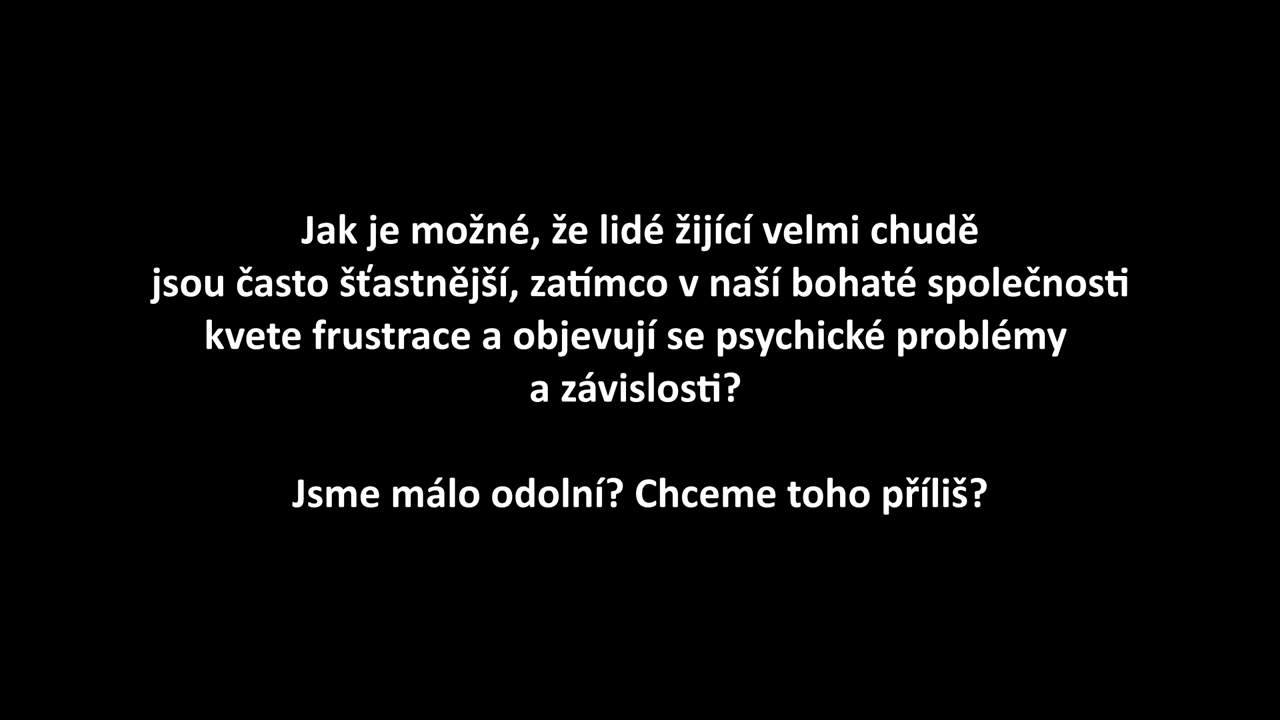 Jak je možné, že lidé žijící velmi chudě
jsou často šťastnější, zatímco v naší bohaté společnosti
kvete frustrace a objevují se psychické problémy
a závislosti?
Jsme málo odolní? Chceme toho příliš?